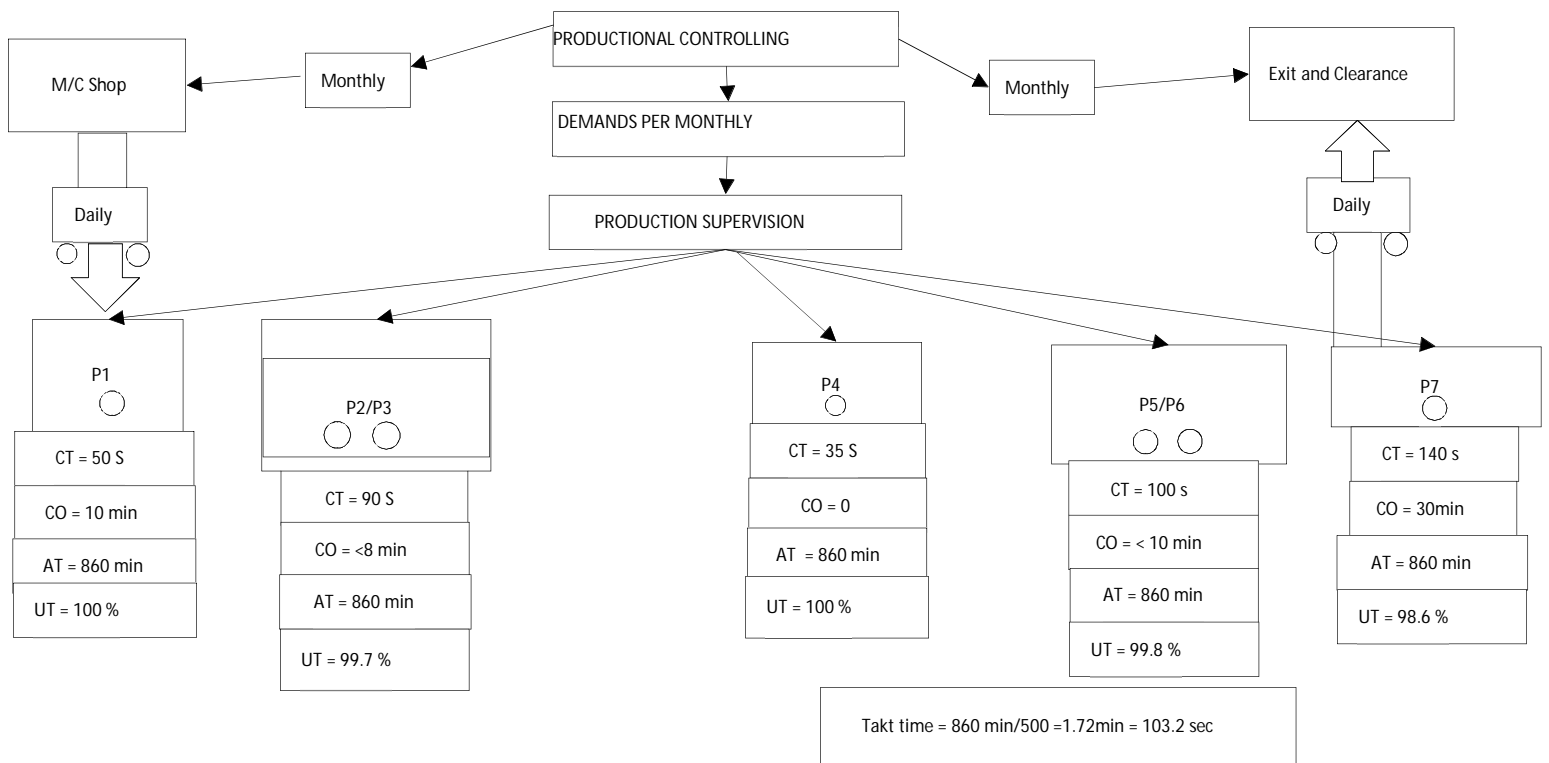 PRODUCTIONAL CONTROLLING
M/C Shop
Monthly
Monthly
Exit and Clearance
DEMANDS PER MONTHLY
Daily
PRODUCTION SUPERVISION
Daily
P1
CT = 50 S
CO = 10 min
AT = 860 min
UT = 100 %
P2/P3
CT = 90 S
CO = <8 min
AT = 860 min
UT = 99.7 %
P4
CT = 35 S
CO = 0
AT = 860 min
UT = 100 %
P5/P6
CT = 100 s
CO = < 10 min
AT = 860 min
UT = 99.8 %
P7
CT = 140 s
CO = 30min
AT = 860 min
UT = 98.6 %
Takt time = 860 min/500 =1.72min = 103.2 sec